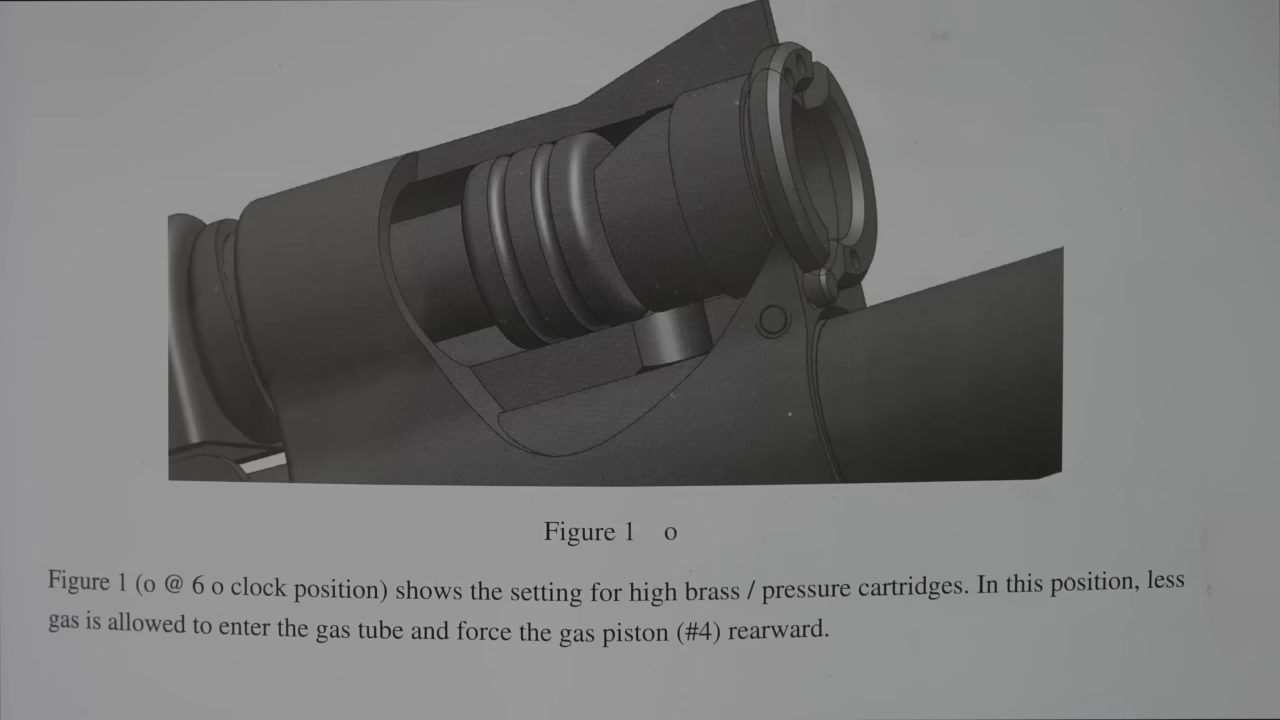 Figure 1 o
Figure 1 (o @ 6 o clock position) shows the setting for high brass / pressure cartridges. In this position, less
gas is allowed to enter the gas tube and force the gas piston (#4) rearward.